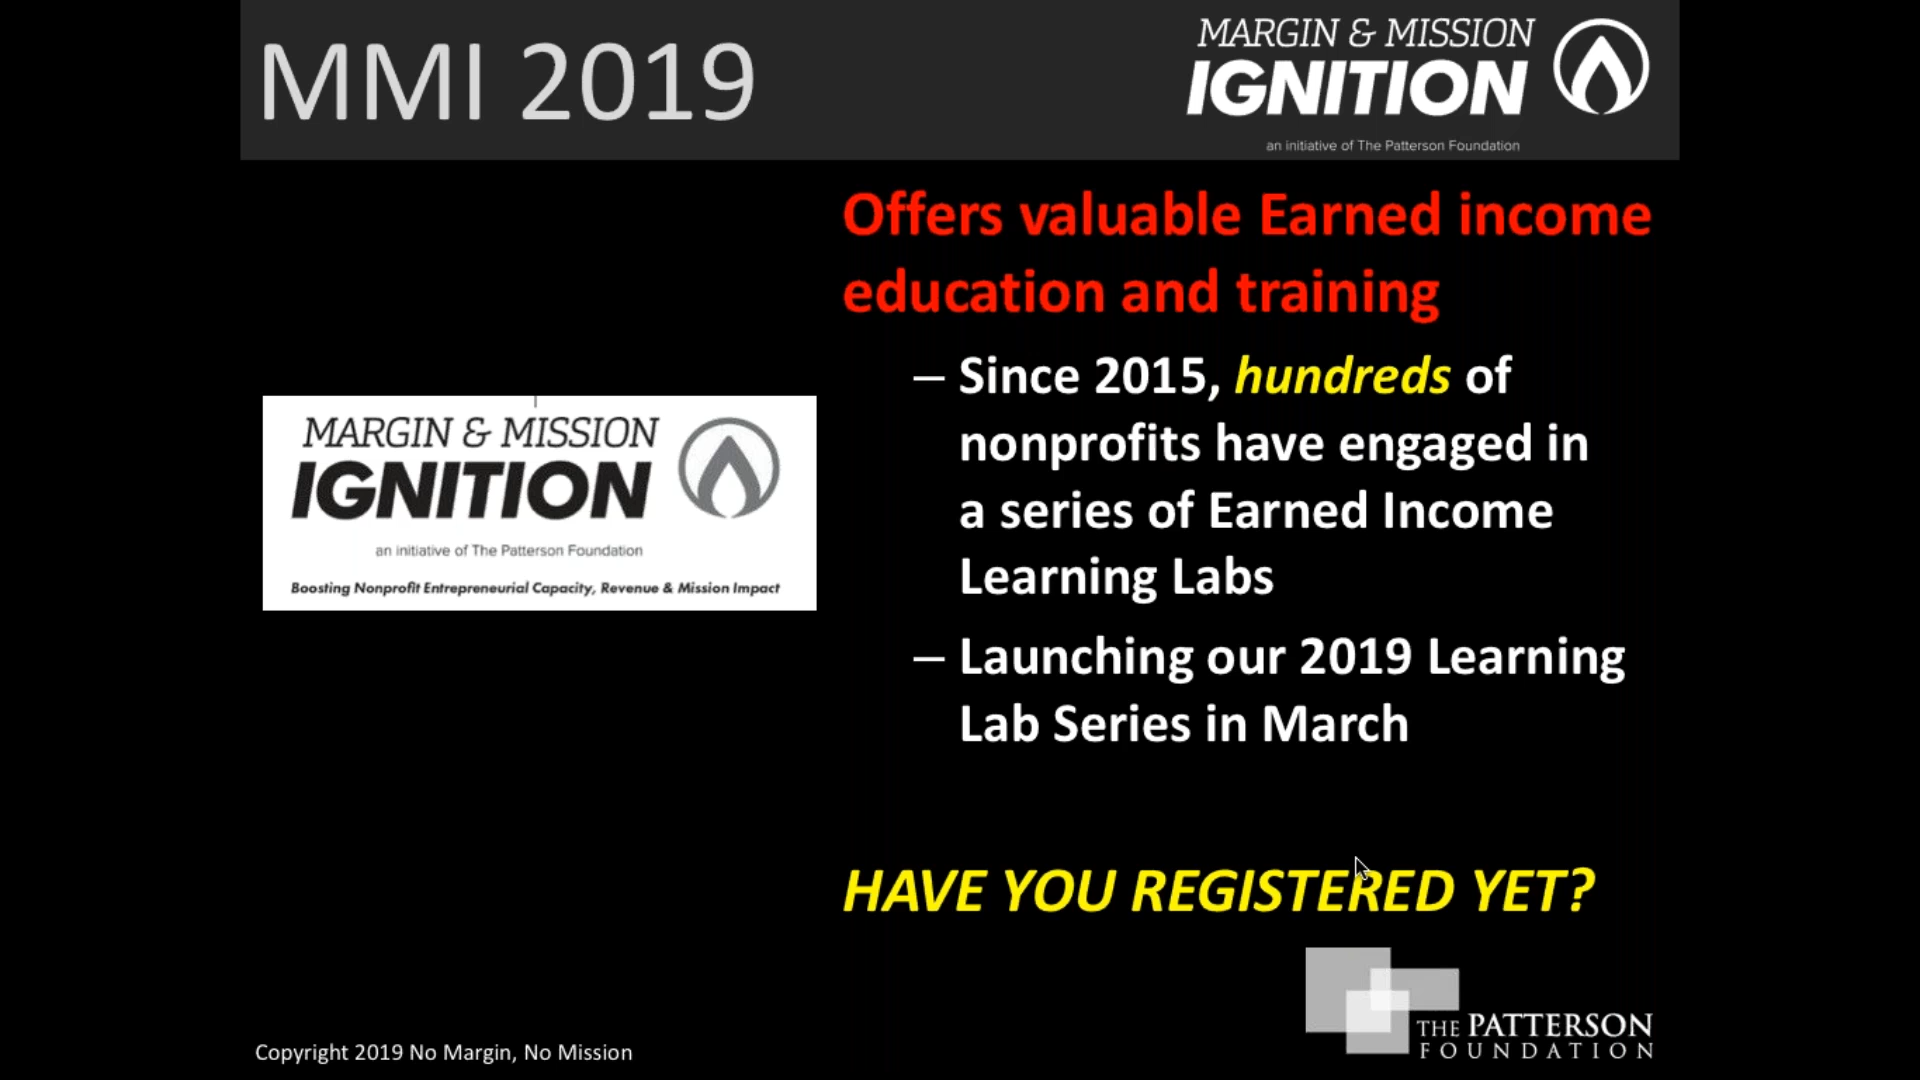 MMI 2019
MARGIN & MISSION
IGNITION
an initiative of The Patterson Foundation
Offers valuable Earned income
education and training
– Since 2015, hundreds of
nonprofits have engaged in
a series of Earned Income
Learning Labs
– Launching our 2019 Learning
Lab Series in March
MARGIN & MISSION
IGNITION
an initiative of The Patterson Foundation
Boosting Nonprofit Entrepreneurial Capacity, Revenue & Mission Impact
HAVE YOU REGISTERED YET?
THE PATTERSON
FOUNDATION
Copyright 2019 No Margin, No Mission